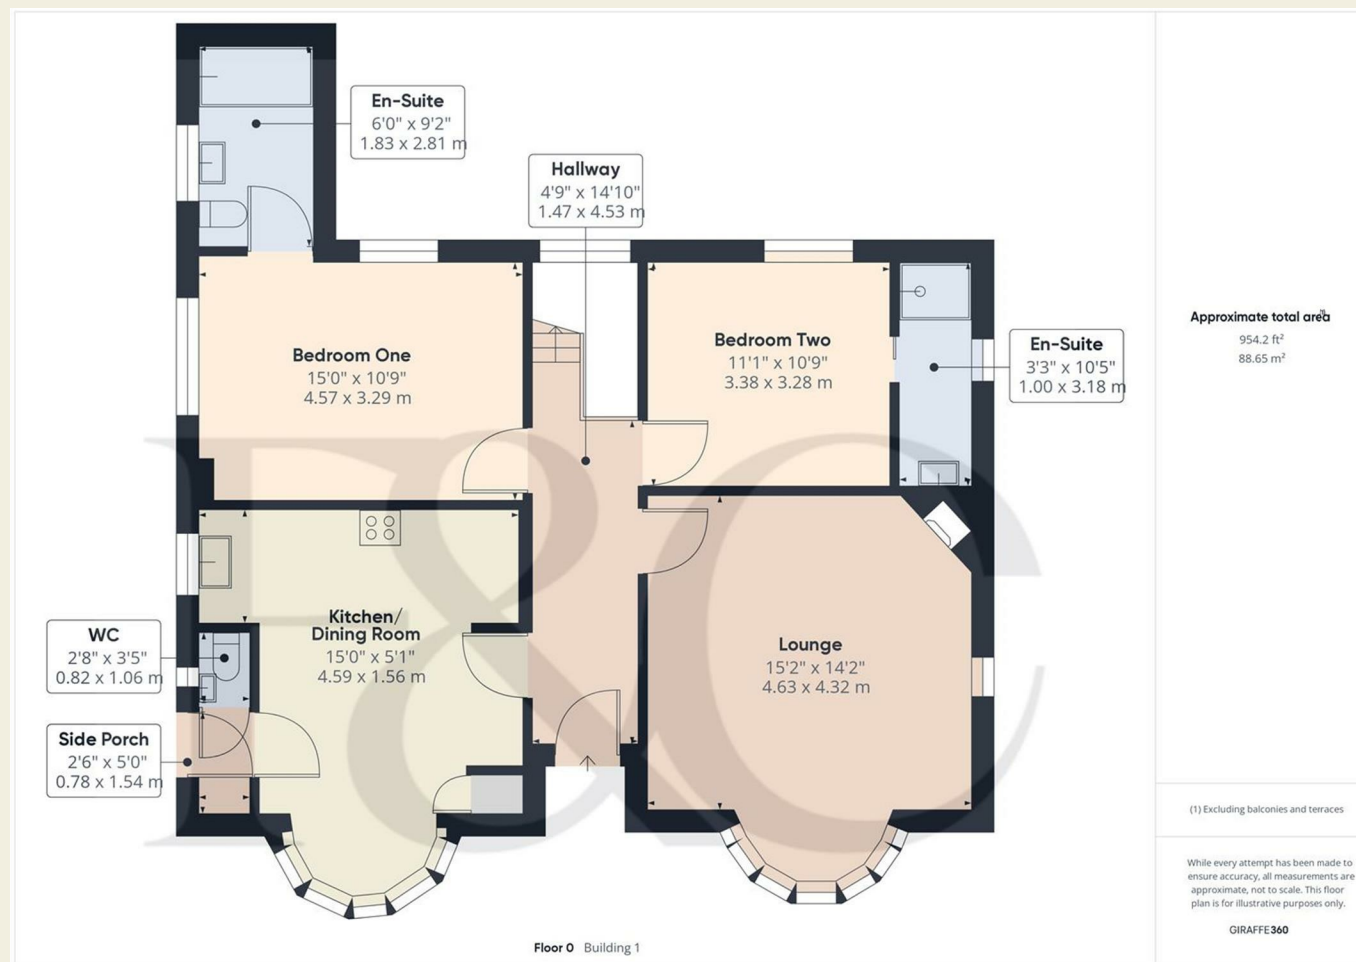 En-Suite
6'0" x 9'2"
1.83 x 2.81 m
Hallway
4'9" x 14'10"
1.47 x 4.53 m
Bedroom One
15'0" x 10'9"
4.57 x 3.29 m
Bedroom Two
11'1" x 10'9"
3.38 x 3.28 m
En-Suite
3'3" x 10'5"
1.00 x 3.18 m
Kitchen/
Dining Room
15'0" x 5'1"
4.59 x 1.56 m
WC
2'8" x 3'5"
0.82 x 1.06 m
Side Porch
2'6" x 5'0"
0.78 x 1.54 m
Lounge
15'2" x 14'2"
4.63 x 4.32 m
F&C
Floor 0 Building 1
Approximate total area
954.2 ft²
88.65 m²
(1) Excluding balconies and terraces
While every attempt has been made to
ensure accuracy, all measurements are
approximate, not to scale. This floor
plan is for illustrative purposes only.
GIRAFFE360